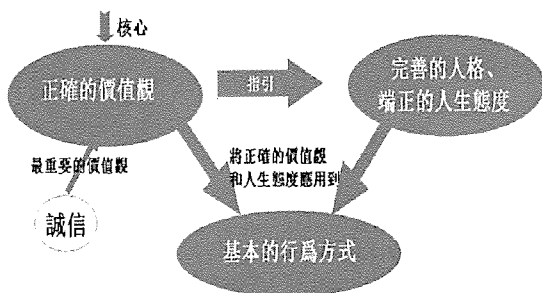 核心
正確的價值觀
指引
完善的人格、
端正的人生態度
最重要的價值觀
將正確的價值觀
和人生態度應用到
誠信
基本的行爲方式